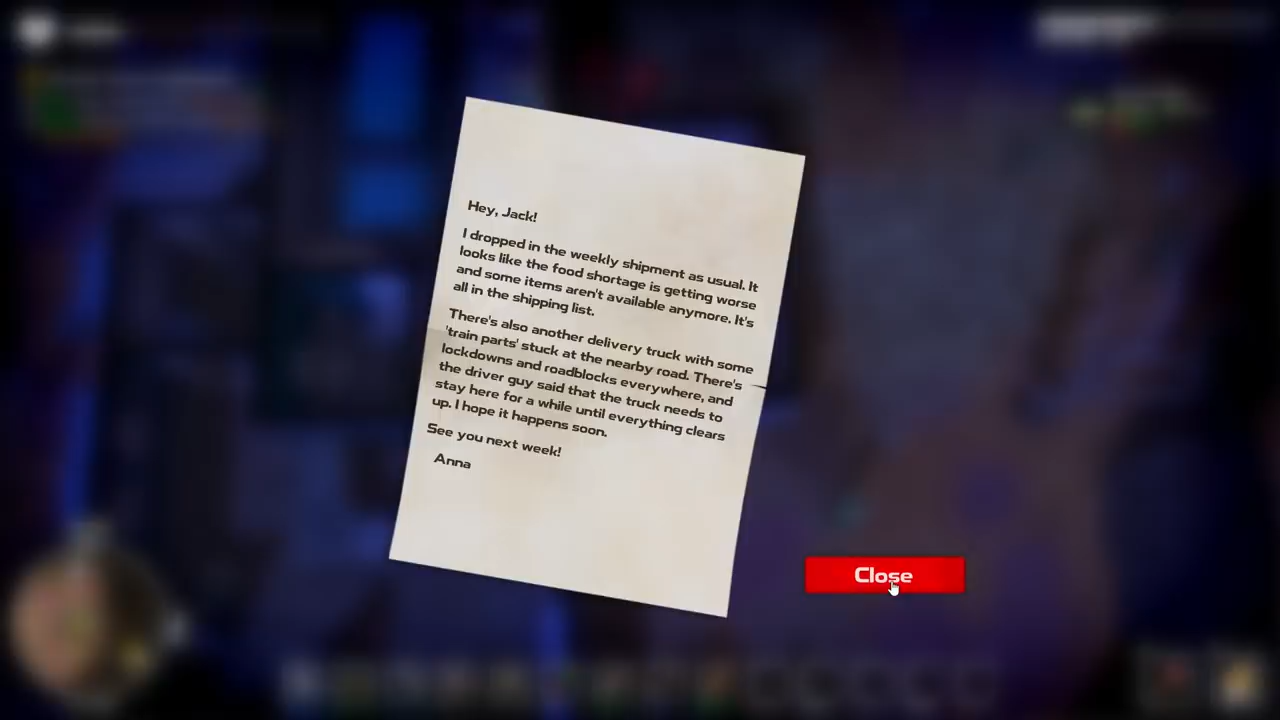 Hey, Jack!
I dropped in the weekly shipment as usual. It
looks like the food shortage is getting worse
and some items aren't available anymore. It's
all in the shipping list.
There's also another delivery truck with some
'train parts' stuck at the nearby road. There's
lockdowns and roadblocks everywhere, and
the driver guy said that the truck needs to
stay here for a while until everything clears
up. I hope it happens soon.
See you next week!
Anna
Close